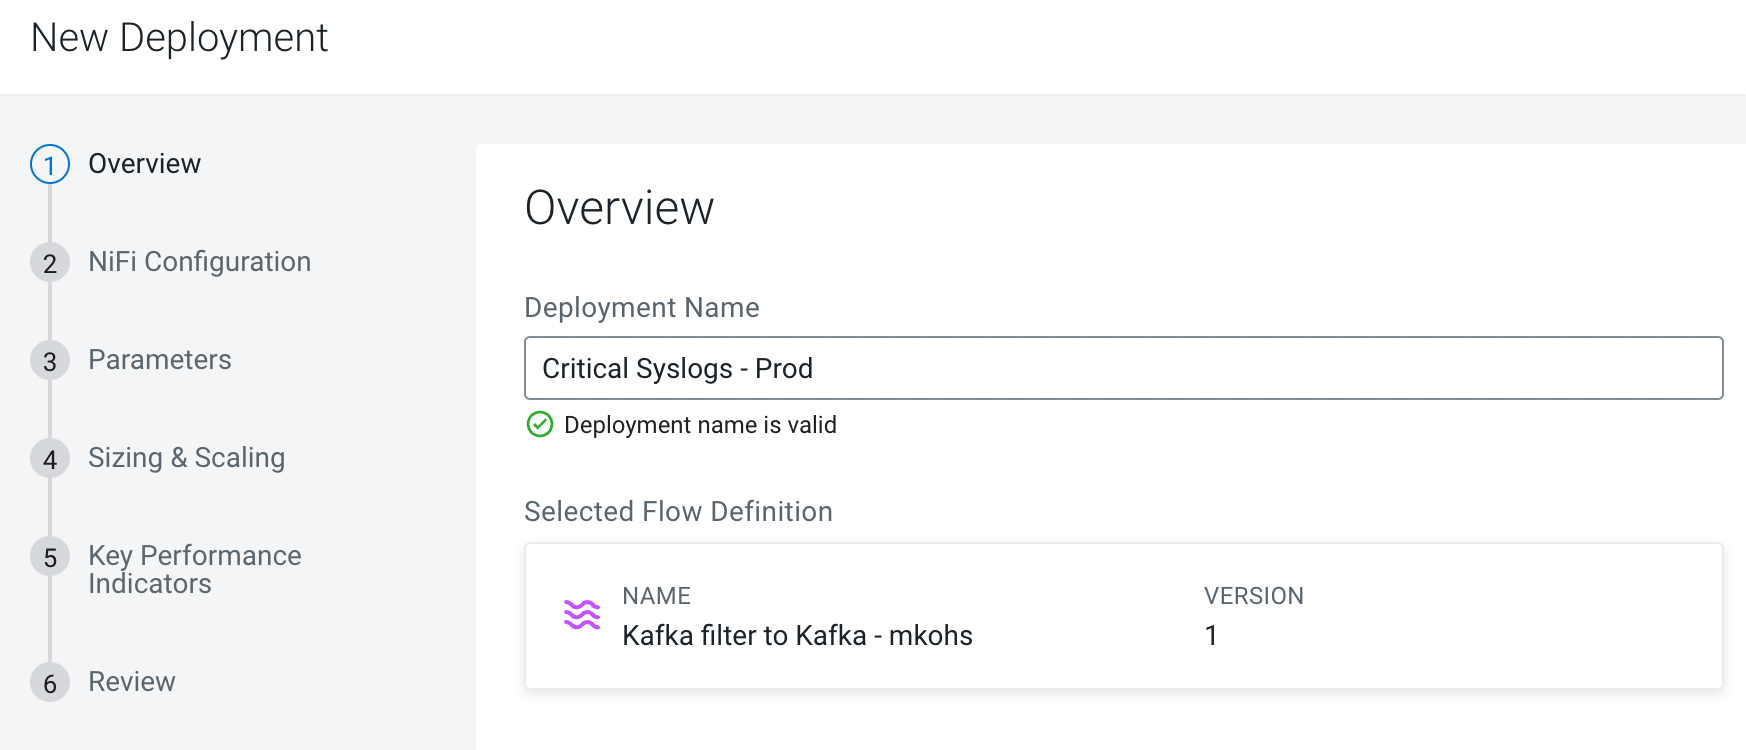 New Deployment
1 Overview
2 NiFi Configuration
3 Parameters
4 Sizing & Scaling
5 Key Performance
Indicators
6 Review
Overview
Deployment Name
Critical Syslogs - Prod
Deployment name is valid
Selected Flow Definition
NAME VERSION
Kafka filter to Kafka - mkohs 1